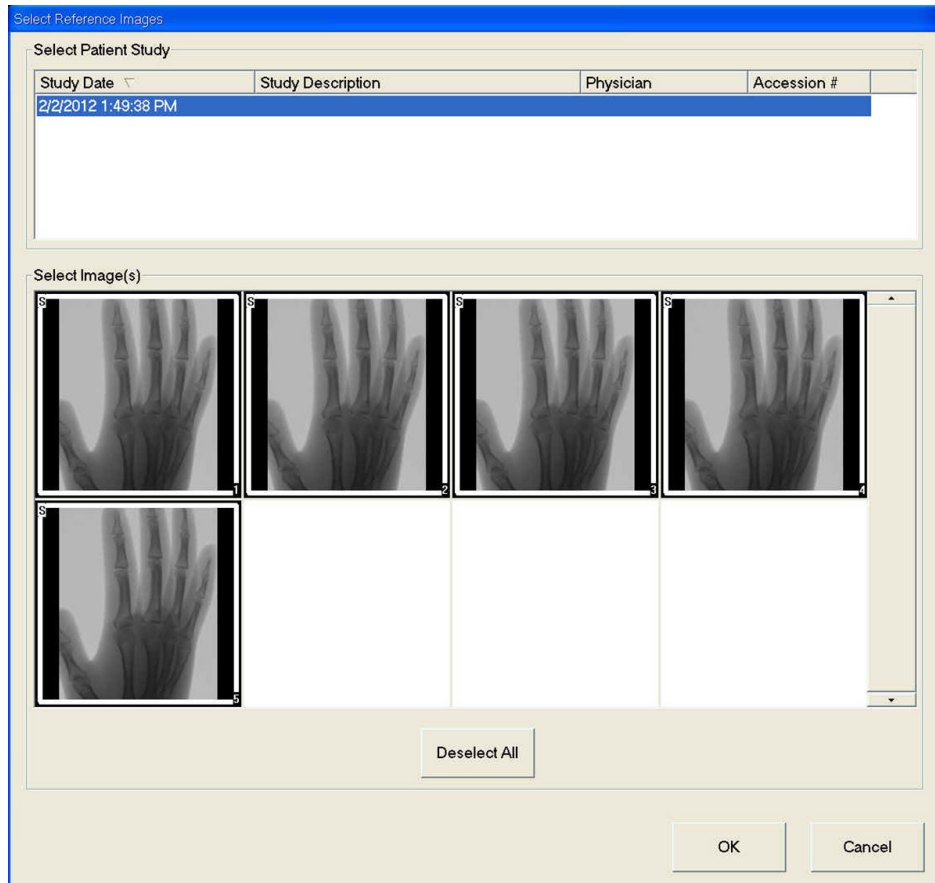 Select Reference Images
Select Patient Study
Study Date Study Description Physician Accession #
2/2/2012 1:49:38 PM
Select Image(s)
S S S S
1 2 3 4
S
5
Deselect All
OK Cancel